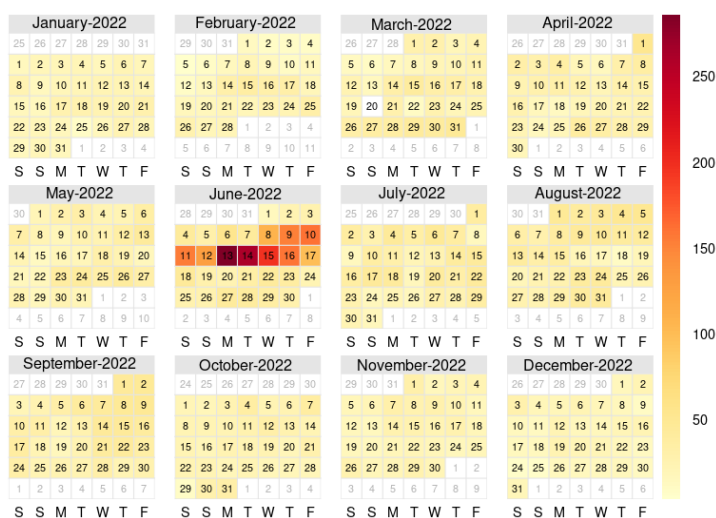 January-2022
25 26 27 28 29 30 31
1 2 3 4 5 6 7
8 9 10 11 12 13 14
15 16 17 18 19 20 21
22 23 24 25 26 27 28
29 30 31 1 2 3 4
S S M T W T F
February-2022
29 30 31 1 2 3 4
5 6 7 8 9 10 11
12 13 14 15 16 17 18
19 20 21 22 23 24 25
26 27 28 1 2 3 4
5 6 7 8 9 10 11
S S M T W T F
March-2022
26 27 28 1 2 3 4
5 6 7 8 9 10 11
12 13 14 15 16 17 18
19 20 21 22 23 24 25
26 27 28 29 30 31 1
2 3 4 5 6 7 8
S S M T W T F
April-2022
26 27 28 29 30 31 1
2 3 4 5 6 7 8
9 10 11 12 13 14 15
16 17 18 19 20 21 22
23 24 25 26 27 28 29
30 1 2 3 4 5 6
S S M T W T F
May-2022
30 1 2 3 4 5 6
7 8 9 10 11 12 13
14 15 16 17 18 19 20
21 22 23 24 25 26 27
28 29 30 31 1 2 3
4 5 6 7 8 9 10
S S M T W T F
June-2022
28 29 30 31 1 2 3
4 5 6 7 8 9 10
11 12 13 14 15 16 17
18 19 20 21 22 23 24
25 26 27 28 29 30 1
2 3 4 5 6 7 8
S S M T W T F
July-2022
25 26 27 28 29 30 1
2 3 4 5 6 7 8
9 10 11 12 13 14 15
16 17 18 19 20 21 22
23 24 25 26 27 28 29
30 31 1 2 3 4 5
S S M T W T F
August-2022
30 31 1 2 3 4 5
6 7 8 9 10 11 12
13 14 15 16 17 18 19
20 21 22 23 24 25 26
27 28 29 30 31 1 2
3 4 5 6 7 8 9
S S M T W T F
September-2022
27 28 29 30 31 1 2
3 4 5 6 7 8 9
10 11 12 13 14 15 16
17 18 19 20 21 22 23
24 25 26 27 28 29 30
1 2 3 4 5 6 7
S S M T W T F
October-2022
24 25 26 27 28 29 30
1 2 3 4 5 6 7
8 9 10 11 12 13 14
15 16 17 18 19 20 21
22 23 24 25 26 27 28
29 30 31 1 2 3 4
S S M T W T F
November-2022
29 30 31 1 2 3 4
5 6 7 8 9 10 11
12 13 14 15 16 17 18
19 20 21 22 23 24 25
26 27 28 29 30 1 2
3 4 5 6 7 8 9
S S M T W T F
December-2022
26 27 28 29 30 1 2
3 4 5 6 7 8 9
10 11 12 13 14 15 16
17 18 19 20 21 22 23
24 25 26 27 28 29 30
31 1 2 3 4 5 6
S S M T W T F
250
200
150
100
50